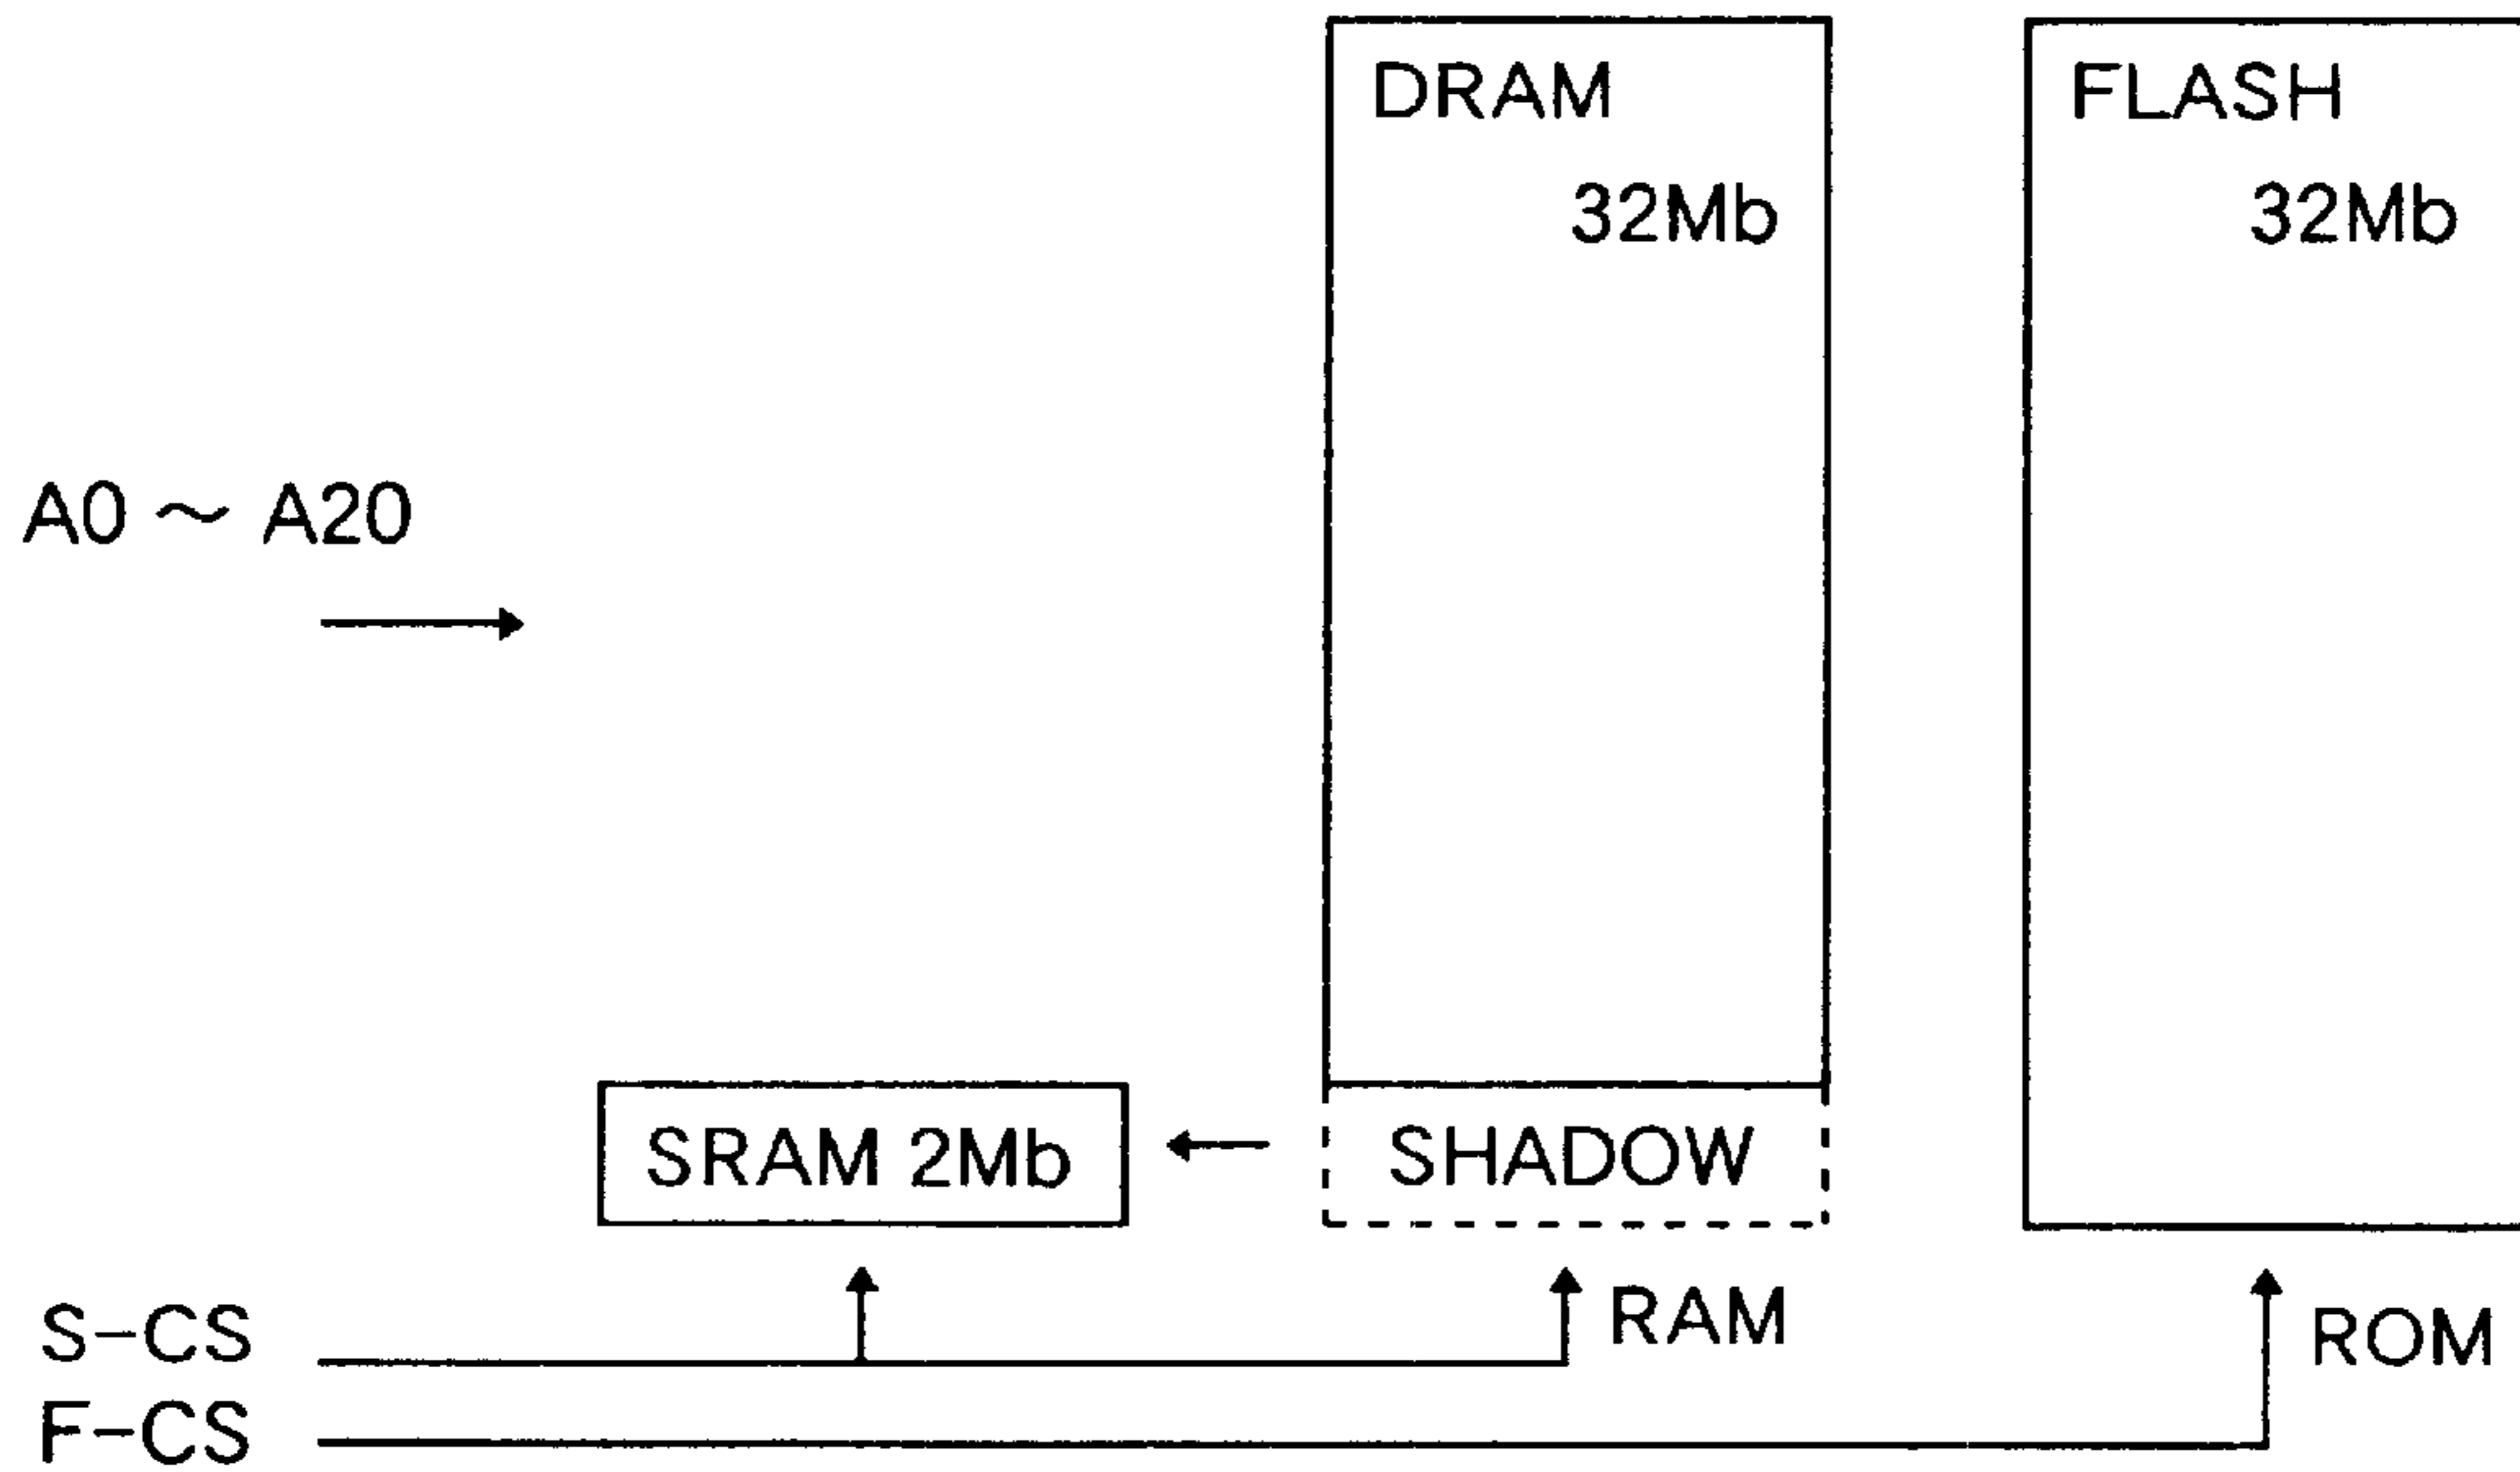 DRAM
32Mb
FLASH
32Mb
A0 ~ A20
SRAM 2Mb
SHADOW
S-CS
RAM
ROM
F-CS